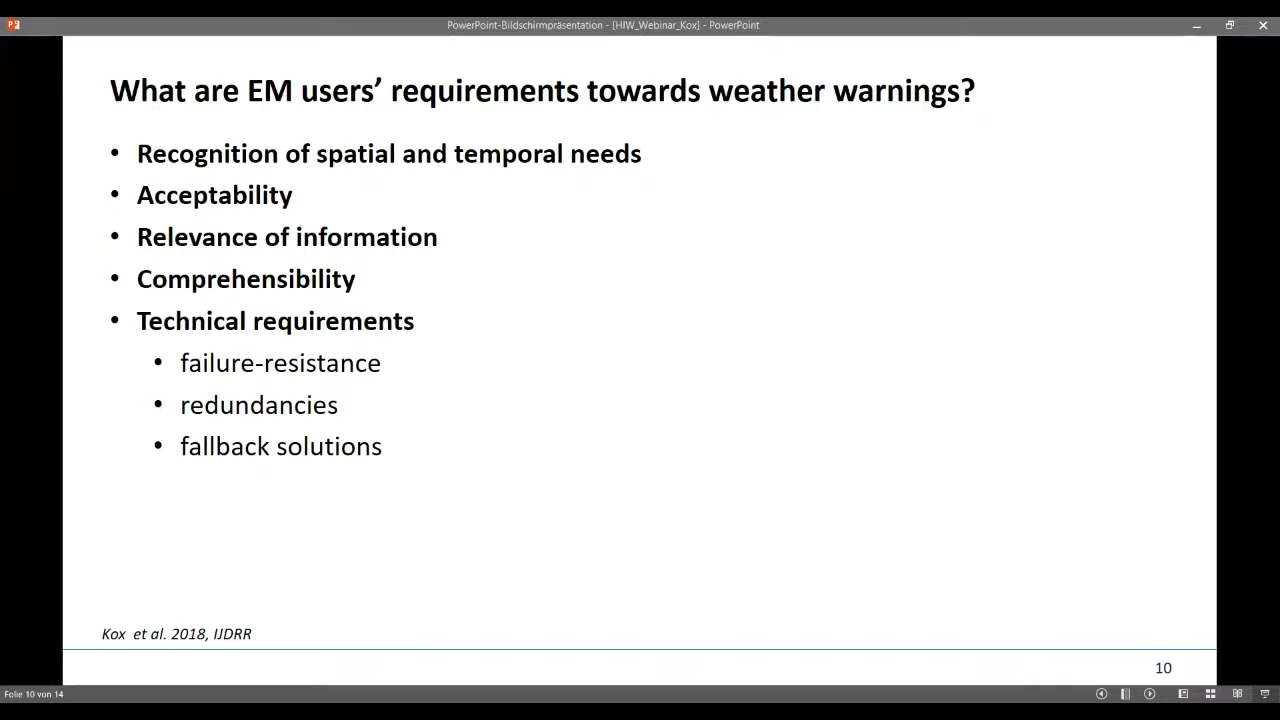 PowerPoint-Bildschirmpräsentation - [HIW_Webinar_Kox] - PowerPoint
What are EM users’ requirements towards weather warnings?
• Recognition of spatial and temporal needs
• Acceptability
• Relevance of information
• Comprehensibility
• Technical requirements
• failure-resistance
• redundancies
• fallback solutions
Kox et al. 2018, IJDRR
10
Folie 10 von 14